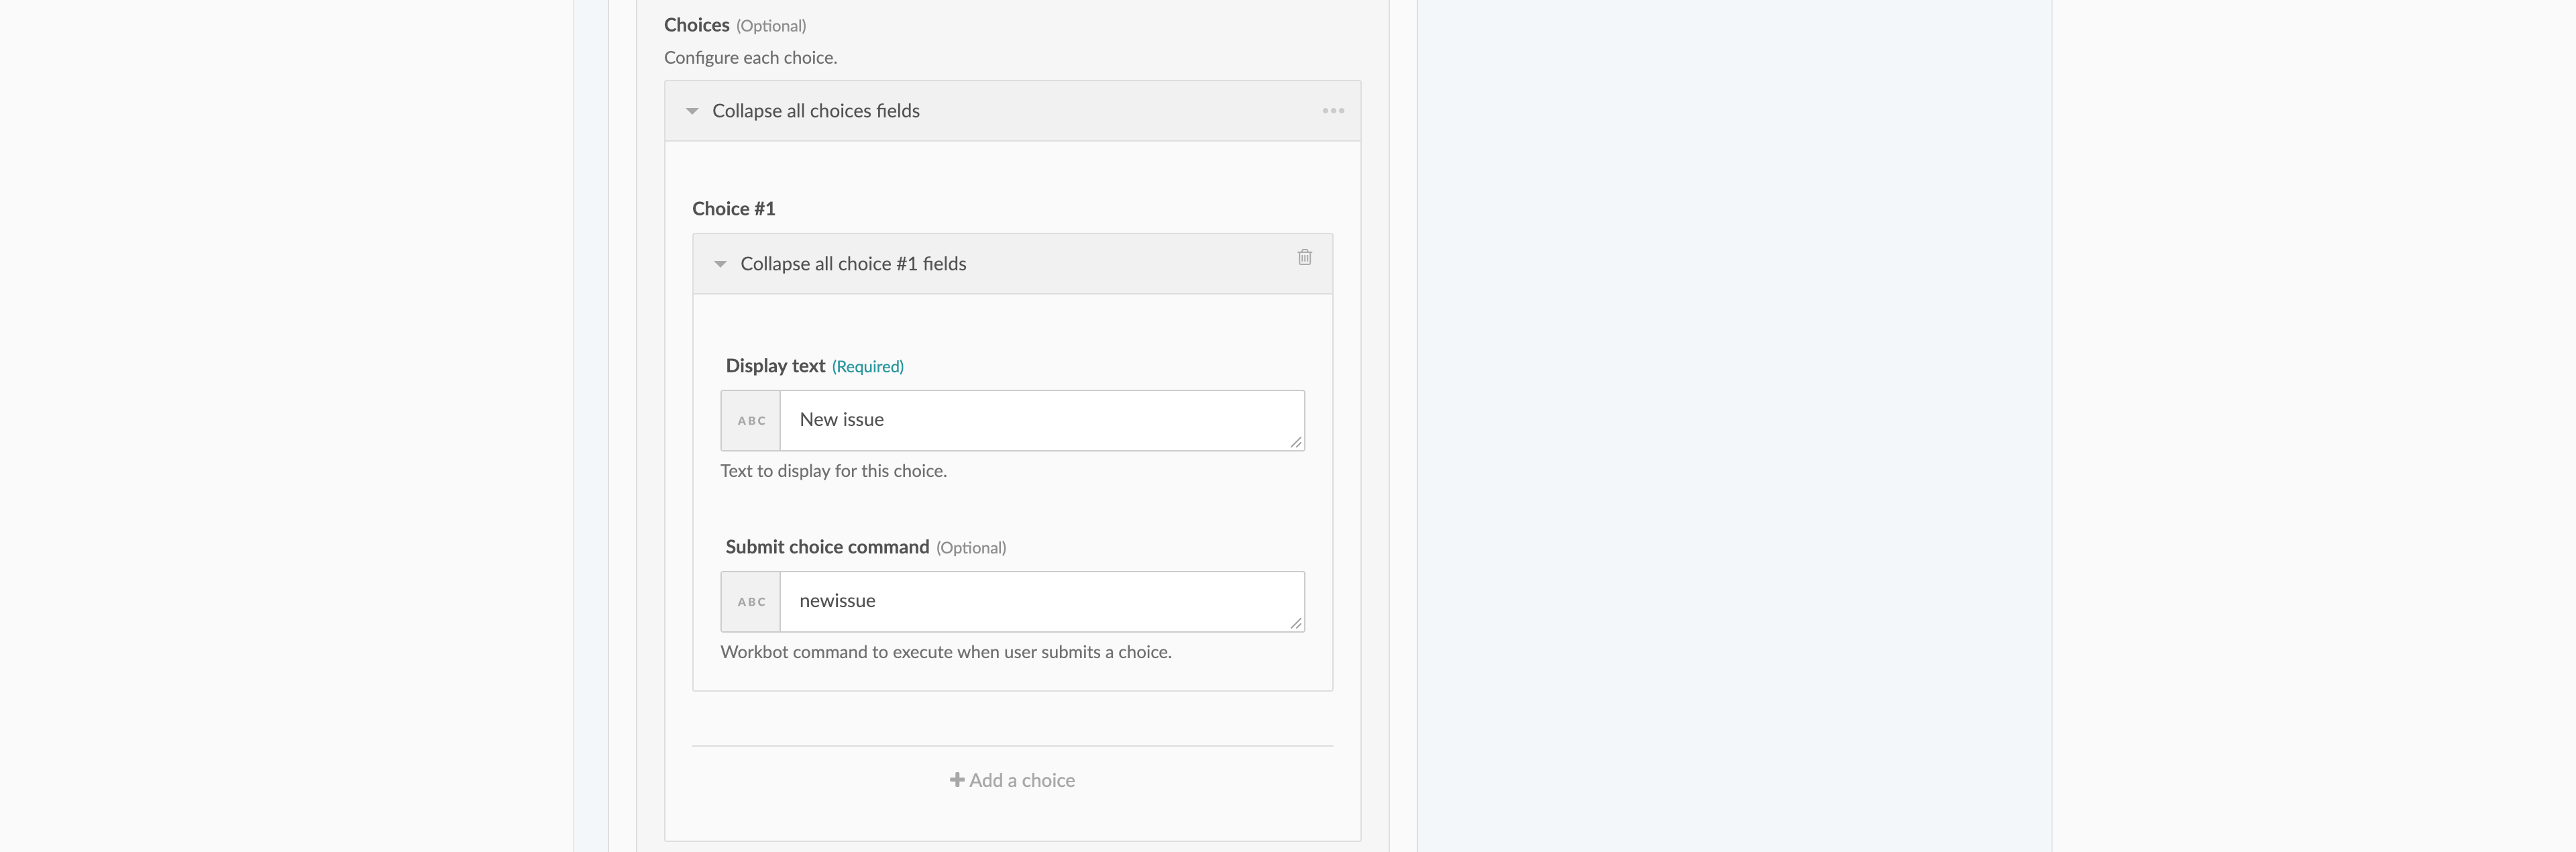 Choices (Optional)
Configure each choice.
Collapse all choices fields
Choice #1
Collapse all choice #1 fields
Display text (Required)
ABC New issue
Text to display for this choice.
Submit choice command (Optional)
ABC newissue
Workbot command to execute when user submits a choice.
Add a choice